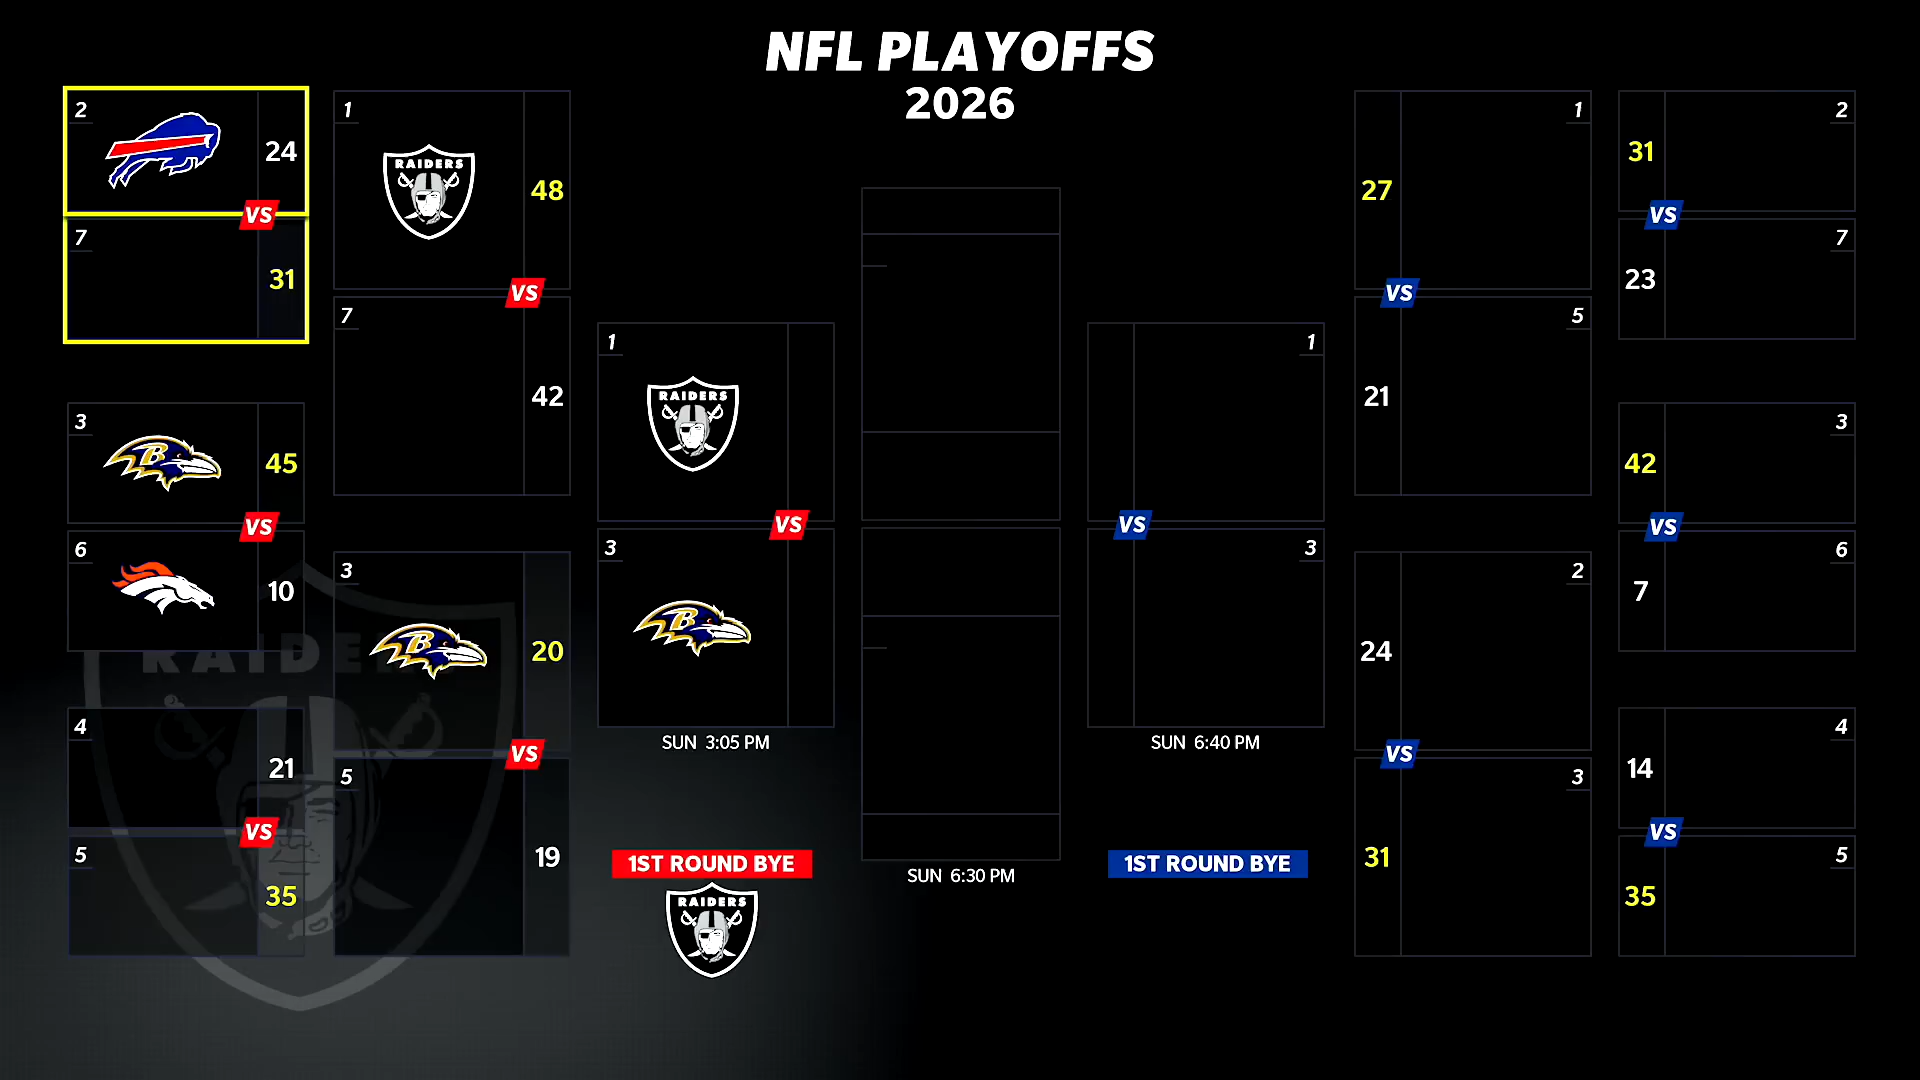 NFL PLAYOFFS
2026
2
24
VS
7
31
3
45
VS
6
10
4
21
VS
5
35
1
RAIDERS
48
VS
7
42
3
20
VS
5
19
1
RAIDERS
VS
3
SUN 3:05 PM
1ST ROUND BYE
RAIDERS
SUN 6:30 PM
1
VS
3
SUN 6:40 PM
1ST ROUND BYE
1
27
VS
5
21
2
24
VS
3
31
2
31
VS
7
23
3
42
VS
6
7
4
14
VS
5
35
B
B
B
RAIDERS